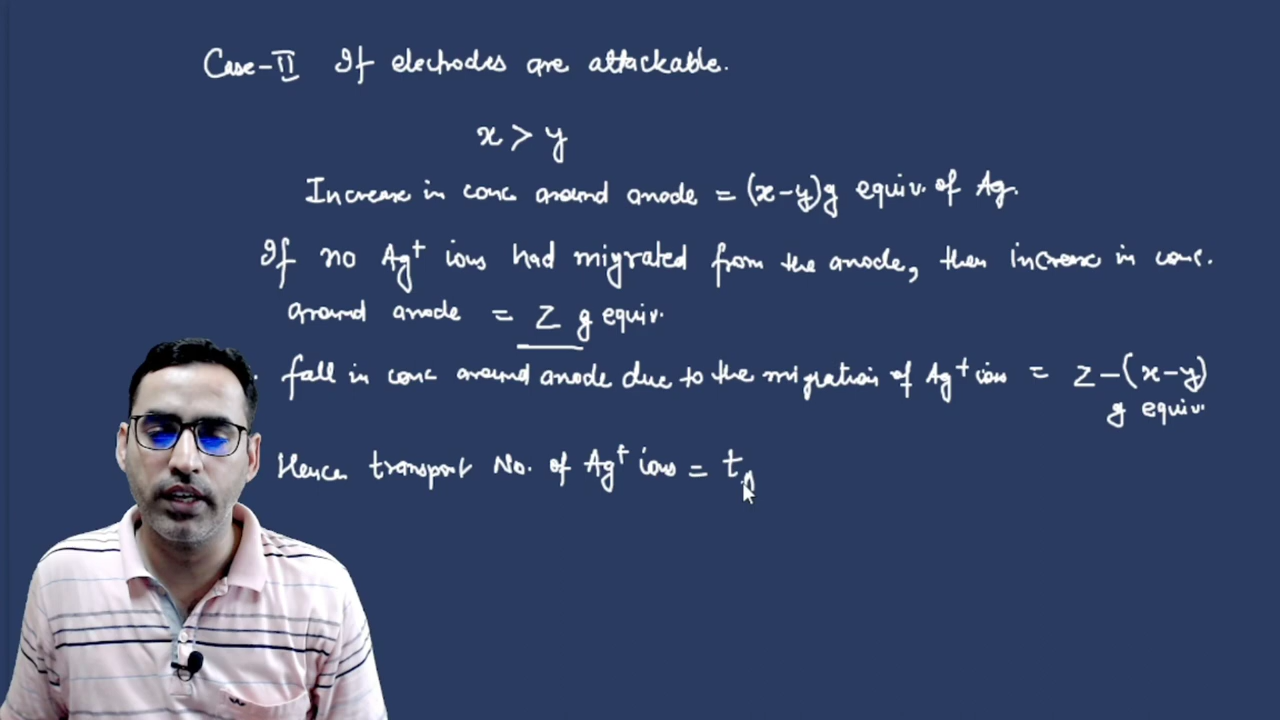 Case-II If electrodes are attackable.
x > y
Increase in conc around anode = (x-y)g equiv. of Ag.
If no Ag⁺ ions had migrated from the anode, then increase in conc.
around anode = Z g equiv.
fall in conc around anode due to the migration of Ag⁺ ions = Z-(x-y)
g equiv.
Hence transport No. of Ag⁺ ions = t